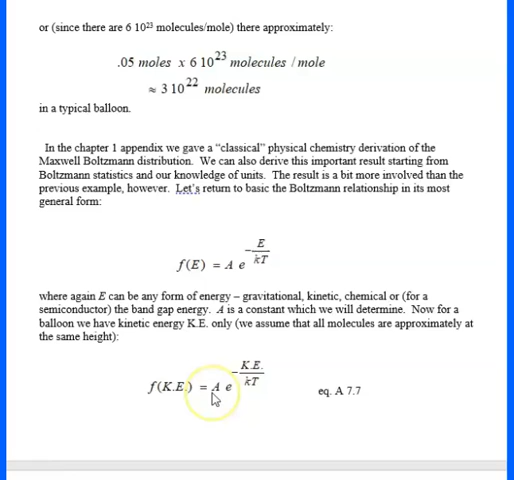 or (since there are 6 10²³ molecules/mole) there approximately:
.05 moles x 6 10²³ molecules / mole
≈ 3 10²² molecules
in a typical balloon.
In the chapter 1 appendix we gave a "classical" physical chemistry derivation of the
Maxwell Boltzmann distribution. We can also derive this important result starting from
Boltzmann statistics and our knowledge of units. The result is a bit more involved than the
previous example, however. Let's return to basic the Boltzmann relationship in its most
general form:
f(E) = A e^(-E/kT)
where again E can be any form of energy – gravitational, kinetic, chemical or (for a
semiconductor) the band gap energy. A is a constant which we will determine. Now for a
balloon we have kinetic energy K.E. only (we assume that all molecules are approximately at
the same height):
f(K.E.) = A e^(-K.E./kT) eq. A 7.7